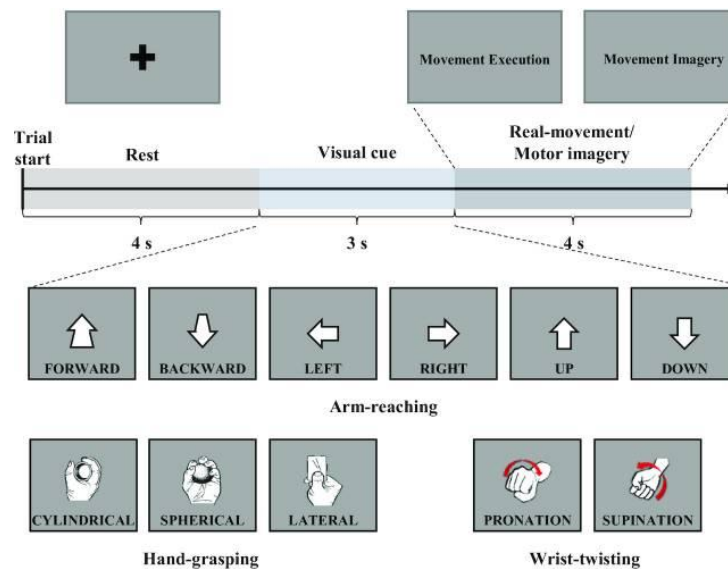 Movement Execution
Movement Imagery
Trial
start
Rest
Visual cue
Real-movement/
Motor imagery
4 s
3 s
4 s
FORWARD
BACKWARD
LEFT
RIGHT
UP
DOWN
Arm-reaching
CYLINDRICAL
SPHERICAL
LATERAL
PRONATION
SUPINATION
Hand-grasping
Wrist-twisting